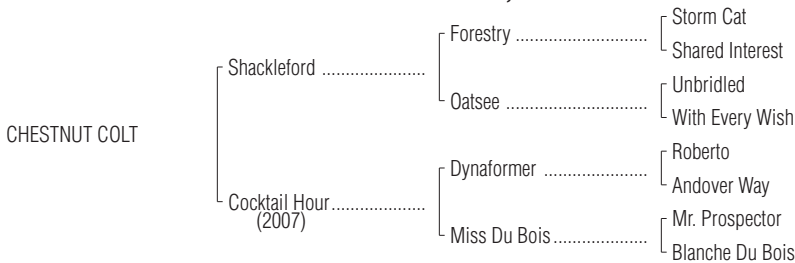 Storm Cat
Forestry ................................
Shared Interest
Shackleford .........................
Unbridled
Oatsee ..................................
With Every Wish
CHESTNUT COLT
Roberto
Dynaformer .........................
Andover Way
Cocktail Hour......................
(2007)
Mr. Prospector
Miss Du Bois.......................
Blanche Du Bois